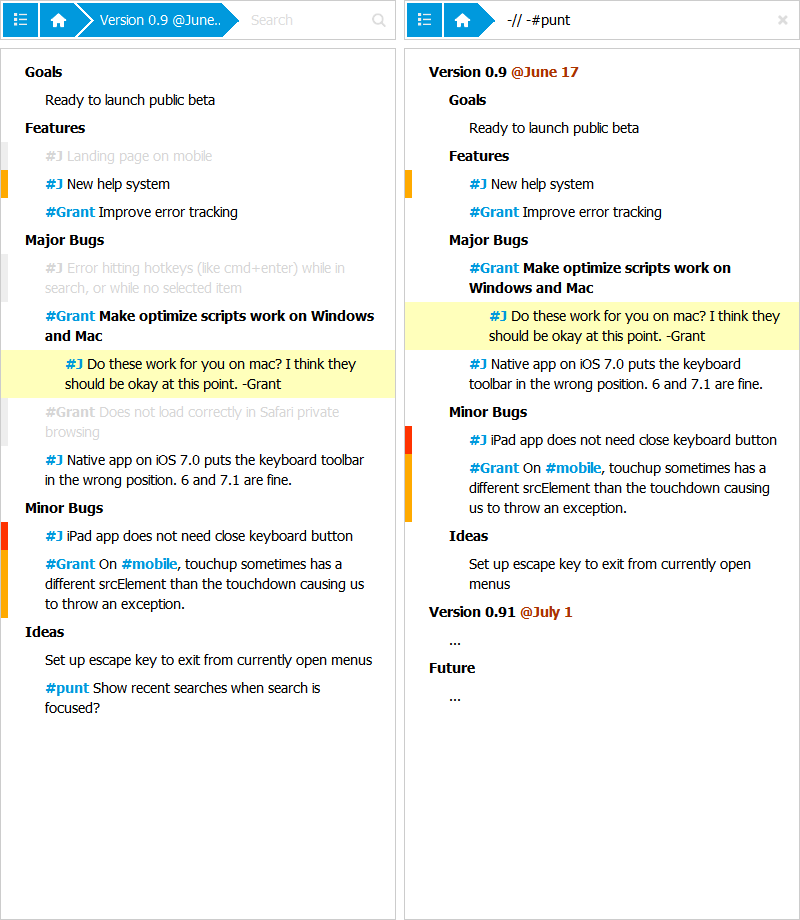 Version 0.9 @June..
Search
Goals
Ready to launch public beta
Features
#J Landing page on mobile
#J New help system
#Grant Improve error tracking
Major Bugs
#J Error hitting hotkeys (like cmd+enter) while in
search, or while no selected item
#Grant Make optimize scripts work on Windows
and Mac
#J Do these work for you on mac? I think they
should be okay at this point. -Grant
#Grant Does not load correctly in Safari private
browsing
#J Native app on iOS 7.0 puts the keyboard toolbar
in the wrong position. 6 and 7.1 are fine.
Minor Bugs
#J iPad app does not need close keyboard button
#Grant On #mobile, touchup sometimes has a
different srcElement than the touchdown causing us
to throw an exception.
Ideas
Set up escape key to exit from currently open menus
#punt Show recent searches when search is
focused?
-// -#punt
Version 0.9 @June 17
Goals
Ready to launch public beta
Features
#J New help system
#Grant Improve error tracking
Major Bugs
#Grant Make optimize scripts work on
Windows and Mac
#J Do these work for you on mac? I think they
should be okay at this point. -Grant
#J Native app on iOS 7.0 puts the keyboard
toolbar in the wrong position. 6 and 7.1 are fine.
Minor Bugs
#J iPad app does not need close keyboard button
#Grant On #mobile, touchup sometimes has a
different srcElement than the touchdown causing
us to throw an exception.
Ideas
Set up escape key to exit from currently open
menus
Version 0.91 @July 1
...
Future
...